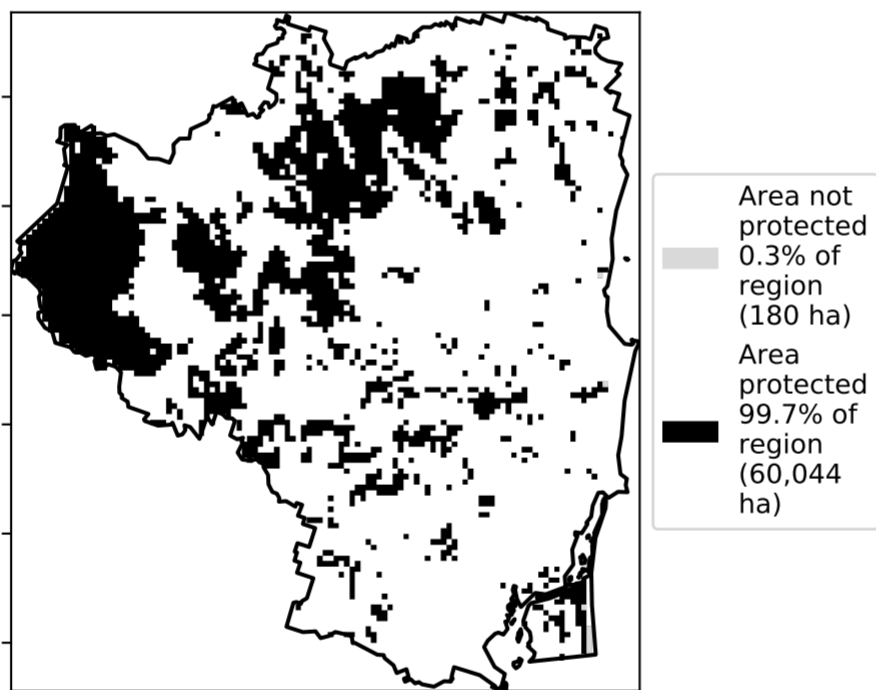 Area not
protected
0.3% of
region
(180 ha)
Area
protected
99.7% of
region
(60,044
ha)